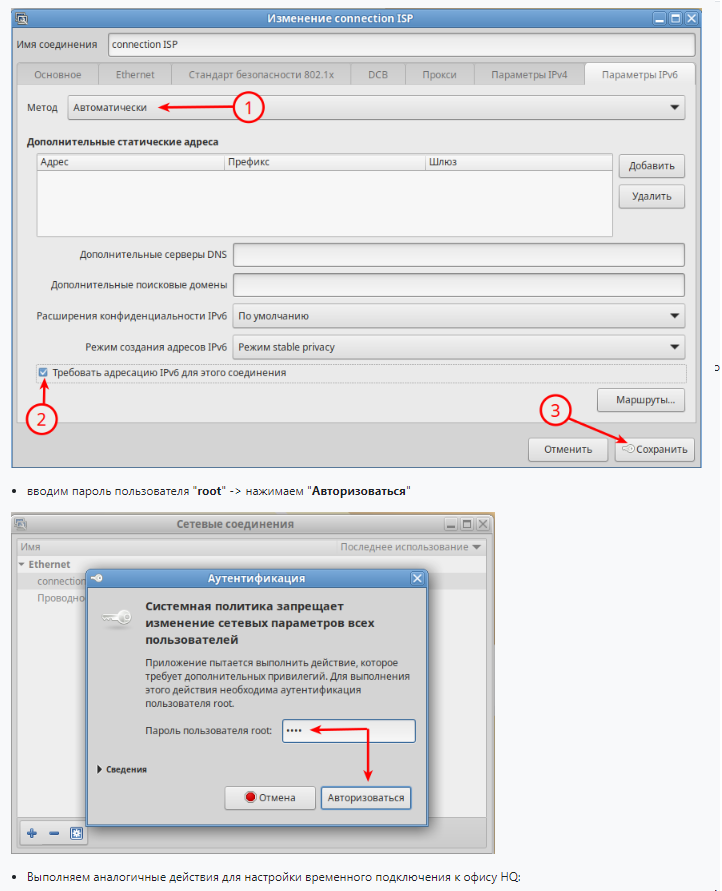 Изменение connection ISP
Имя соединения connection ISP
Основное Ethernet Стандарт безопасности 802.1x DCB Прокси Параметры IPv4 Параметры IPv6
Метод Автоматически 1
Дополнительные статические адреса
Адрес Префикс Шлюз
Добавить
Удалить
Дополнительные серверы DNS
Дополнительные поисковые домены
Расширения конфиденциальности IPv6 По умолчанию
Режим создания адресов IPv6 Режим stable privacy
Требовать адресацию IPv6 для этого соединения
Маршруты...
2 3
Отменить Сохранить
• вводим пароль пользователя "root" -> нажимаем "Авторизоваться"
Сетевые соединения
Имя Последнее использование
Ethernet
connection
Проводно
Аутентификация
Системная политика запрещает
изменение сетевых параметров всех
пользователей
Приложение пытается выполнить действие, которое
требует дополнительных привилегий. Для выполнения
этого действия необходима аутентификация
пользователя root.
Пароль пользователя root: ••••
Сведения
Отмена Авторизоваться
• Выполняем аналогичные действия для настройки временного подключения к офису HQ: